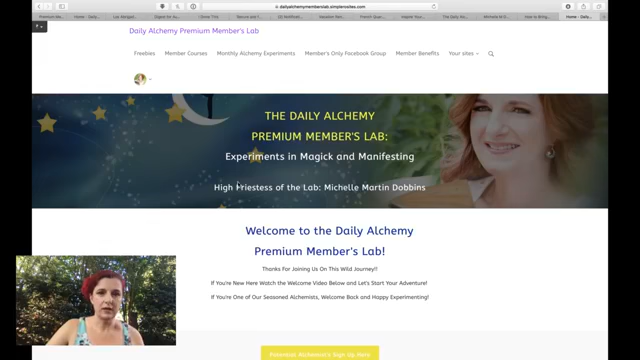 dailyalchemymemberslab.simplerosites.com
Daily Alchemy Premium Member's Lab
Freebies Member Courses Monthly Alchemy Experiments Member's Only Facebook Group Member Benefits Your sites
THE DAILY ALCHEMY
PREMIUM MEMBER'S LAB:
Experiments in Magick and Manifesting
High Priestess of the Lab: Michelle Martin Dobbins
Welcome to the Daily Alchemy
Premium Member's Lab!
Thanks For Joining Us On This Wild Journey!!
If You're New Here Watch the Welcome Video Below and Let's Start Your Adventure!
If You're One of Our Seasoned Alchemists, Welcome Back and Happy Experimenting!
Potential Alchemists Sign Up Here